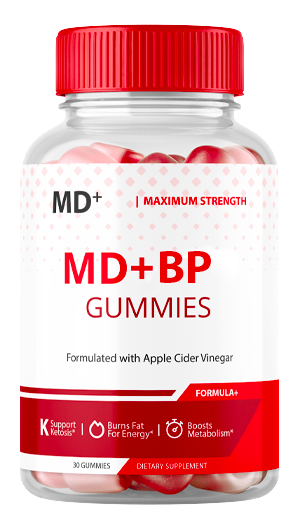 MD+
| MAXIMUM STRENGTH
MD+BP
GUMMIES
Formulated with Apple Cider Vinegar
FORMULA+
K Support Ketosis* | Burns Fat For Energy* | Boosts Metabolism*
30 GUMMIES DIETARY SUPPLEMENT